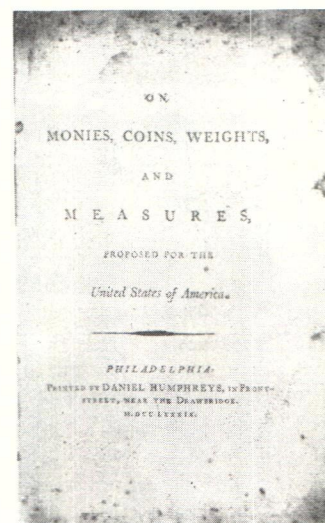 ON
MONIES, COINS, WEIGHTS,
AND
MEASURES,
PROPOSED FOR THE
United States of America.
PHILADELPHIA:
PRINTED BY DANIEL HUMPHREYS, IN FRONT-
STREET, NEAR THE DRAWBRIDGE.
M.DCC LXXXIX.